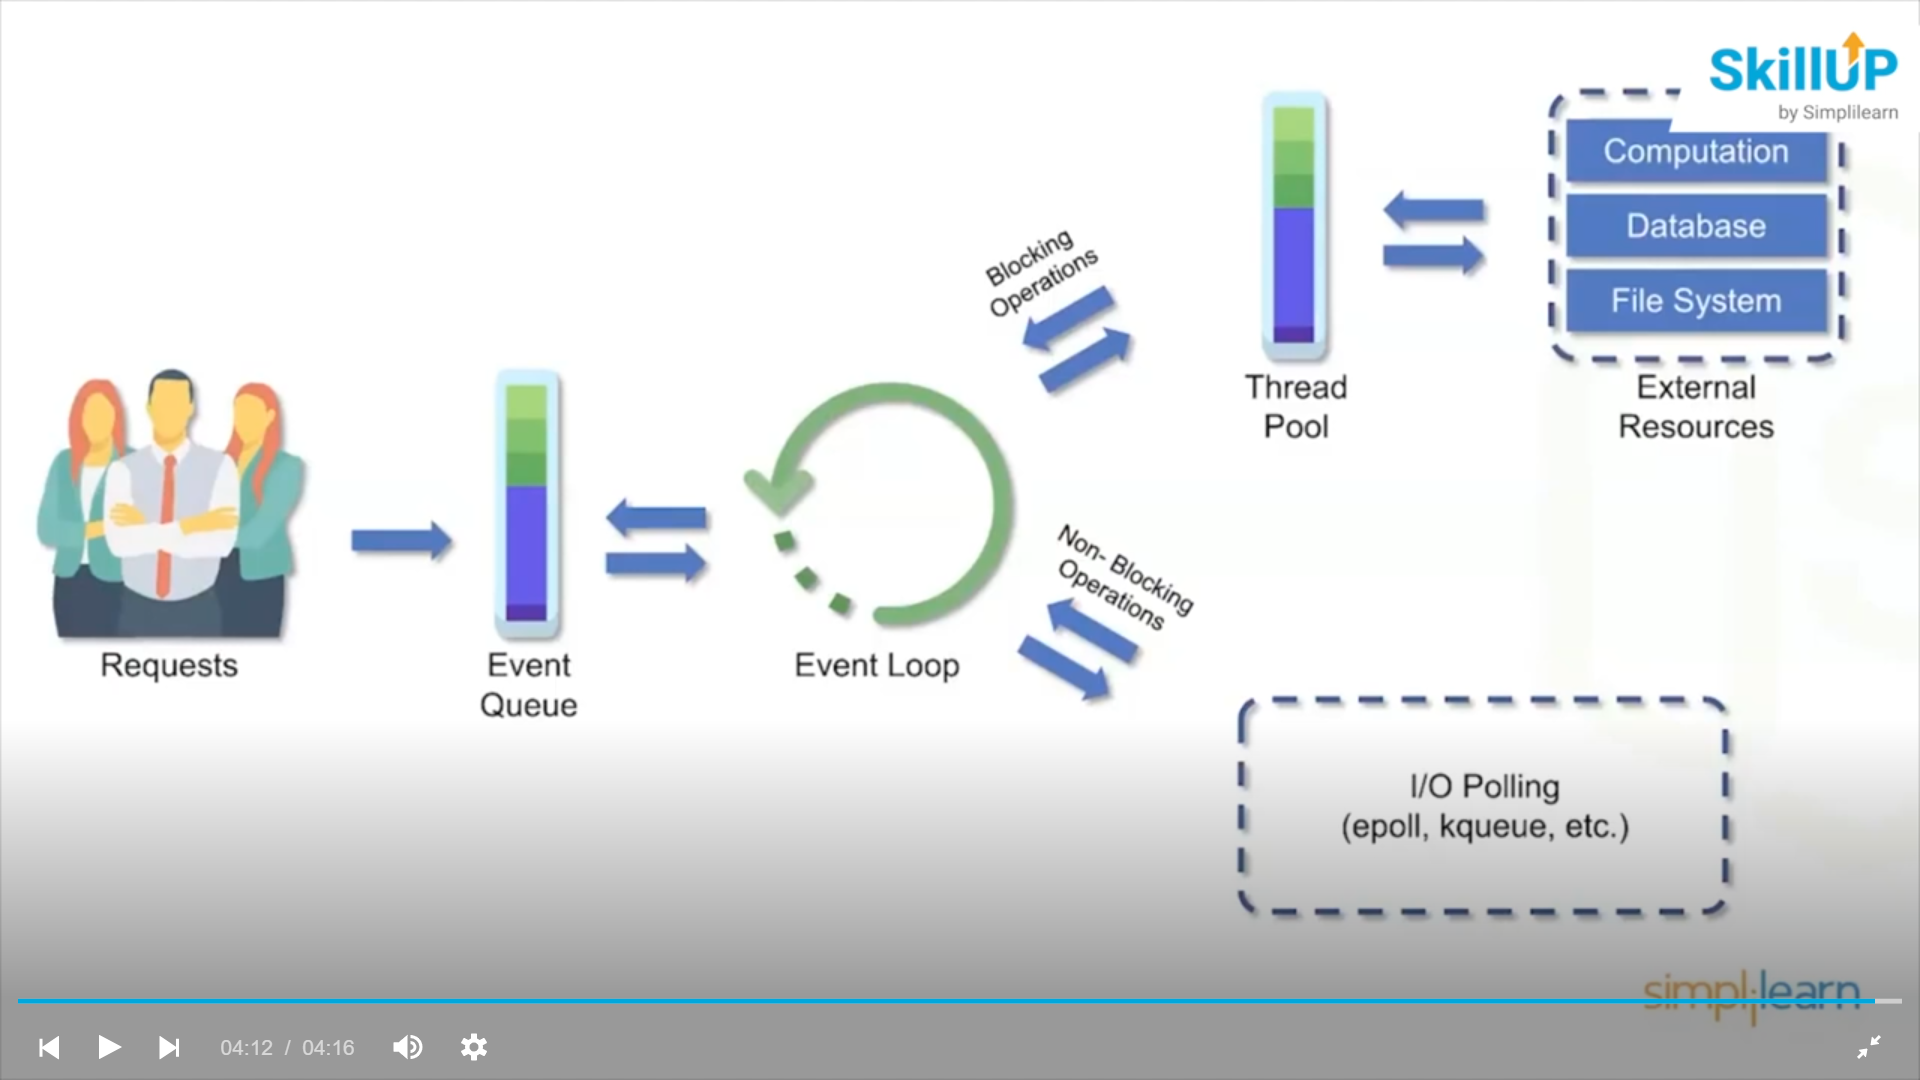 SkillUP
by Simplilearn
Computation
Database
File System
External
Resources
Thread
Pool
Blocking
Operations
Non- Blocking
Operations
Requests
Event
Queue
Event Loop
I/O Polling
(epoll, kqueue, etc.)
simplilearn
04:12 / 04:16